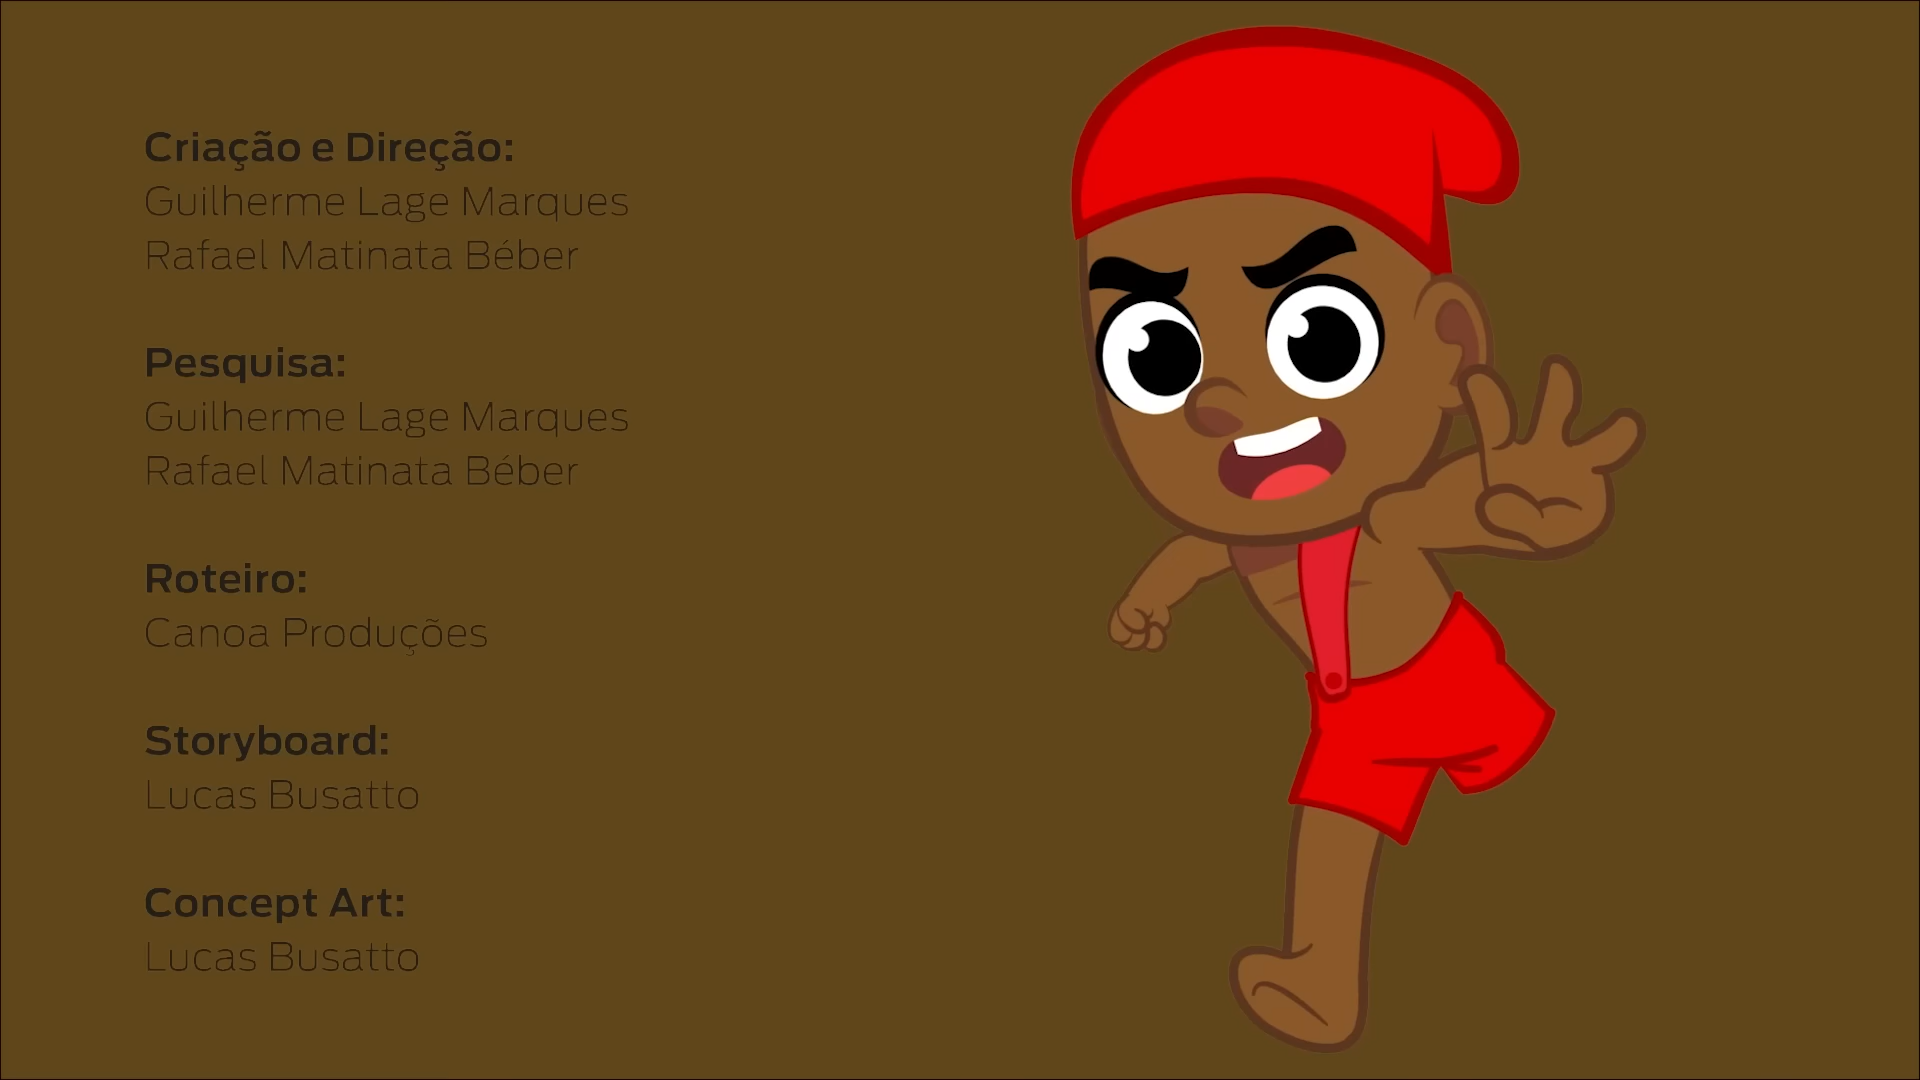 Criação e Direção:
Guilherme Lage Marques
Rafael Matinata Béber
Pesquisa:
Guilherme Lage Marques
Rafael Matinata Béber
Roteiro:
Canoa Produções
Storyboard:
Lucas Busatto
Concept Art:
Lucas Busatto